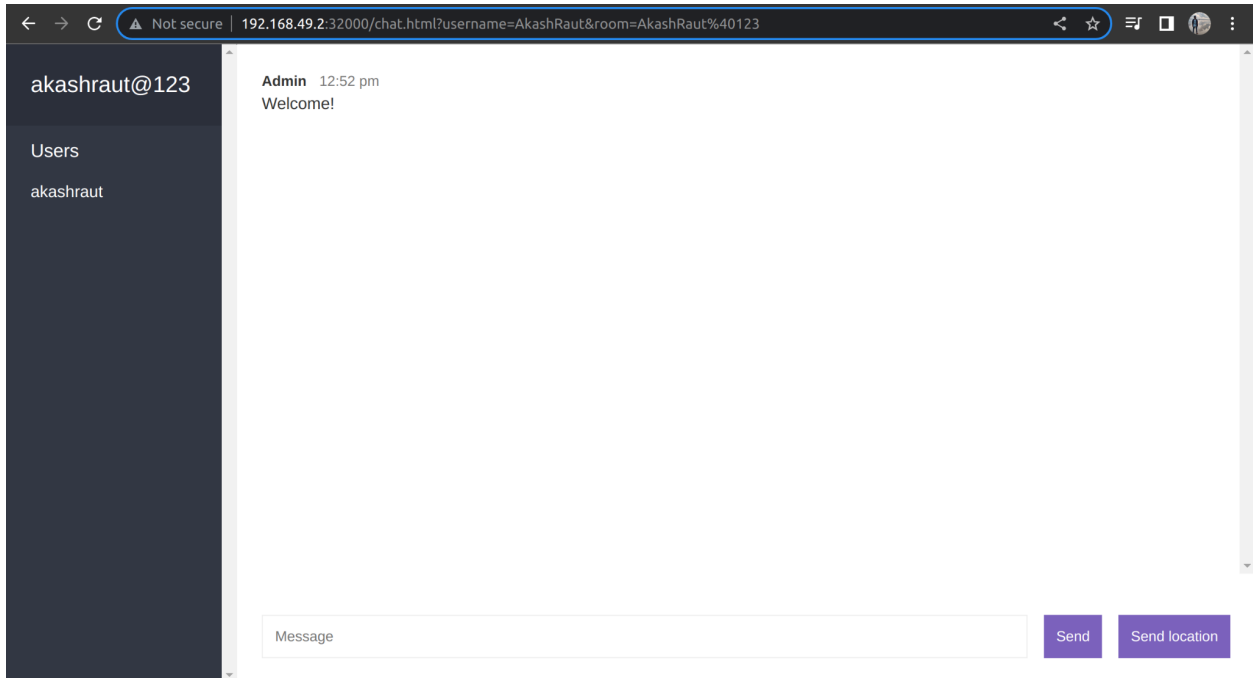 Not secure 192.168.49.2:32000/chat.html?username=AkashRaut&room=AkashRaut%40123
akashraut@123
Users
akashraut
Admin 12:52 pm
Welcome!
Message Send Send location